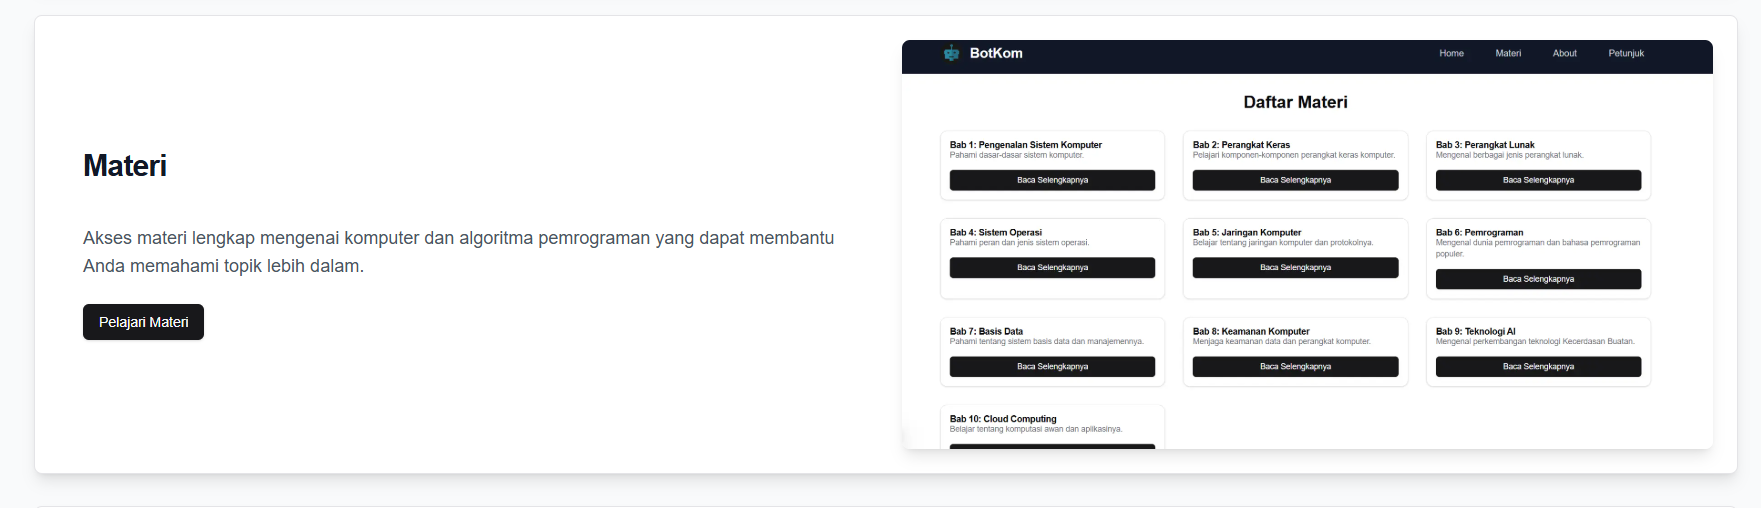 Materi
Akses materi lengkap mengenai komputer dan algoritma pemrograman yang dapat membantu
Anda memahami topik lebih dalam.
Pelajari Materi
BotKom
Home
Materi
About
Petunjuk
Daftar Materi
Bab 1: Pengenalan Sistem Komputer
Pahami dasar-dasar sistem komputer.
Baca Selengkapnya
Bab 2: Perangkat Keras
Pelajari komponen-komponen perangkat keras komputer.
Baca Selengkapnya
Bab 3: Perangkat Lunak
Mengenal berbagai jenis perangkat lunak.
Baca Selengkapnya
Bab 4: Sistem Operasi
Pahami peran dan jenis sistem operasi.
Baca Selengkapnya
Bab 5: Jaringan Komputer
Belajar tentang jaringan komputer dan protokolnya.
Baca Selengkapnya
Bab 6: Pemrograman
Mengenal dunia pemrograman dan bahasa pemrograman
populer.
Baca Selengkapnya
Bab 7: Basis Data
Pahami tentang sistem basis data dan manajemennya.
Baca Selengkapnya
Bab 8: Keamanan Komputer
Menjaga keamanan data dan perangkat komputer.
Baca Selengkapnya
Bab 9: Teknologi AI
Mengenal perkembangan teknologi Kecerdasan Buatan.
Baca Selengkapnya
Bab 10: Cloud Computing
Belajar tentang komputasi awan dan aplikasinya.